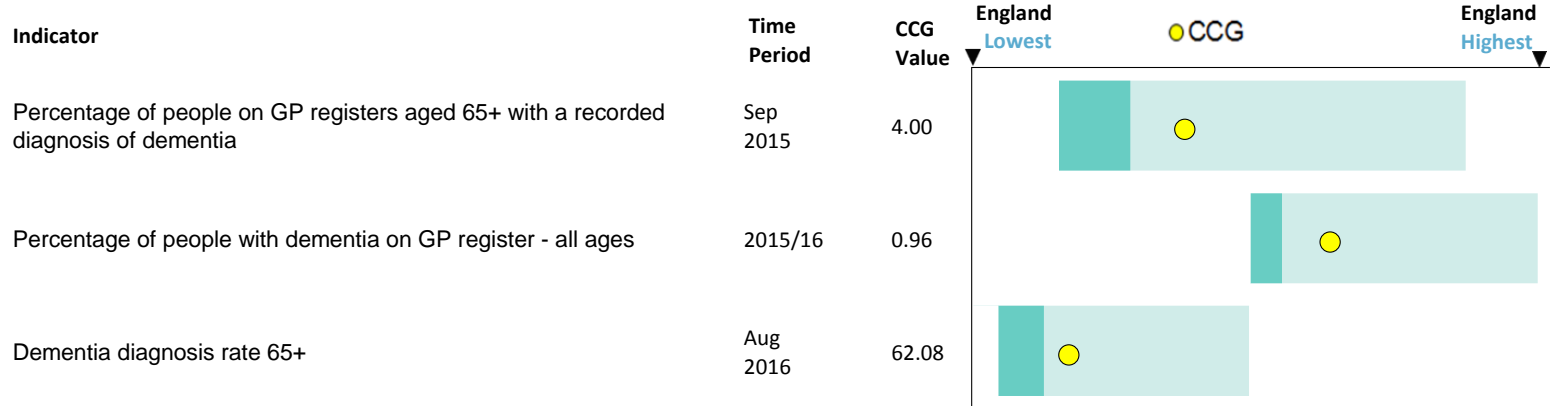 Indicator
Time Period
CCG Value
England Lowest
CCG
England Highest
Percentage of people on GP registers aged 65+ with a recorded
diagnosis of dementia
Sep
2015
4.00
Percentage of people with dementia on GP register - all ages
2015/16
0.96
Dementia diagnosis rate 65+
Aug
2016
62.08